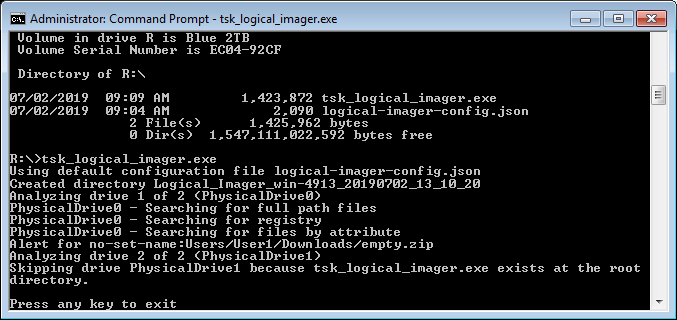 Administrator: Command Prompt - tsk_logical_imager.exe
Volume in drive R is Blue 2TB
Volume Serial Number is EC04-92CF
Directory of R:\
07/02/2019  09:09 AM         1,423,872 tsk_logical_imager.exe
07/02/2019  09:04 AM             2,090 logical-imager-config.json
2 File(s)      1,425,962 bytes
0 Dir(s)  1,547,111,022,592 bytes free
R:\>tsk_logical_imager.exe
Using default configuration file logical-imager-config.json
Created directory Logical_Imager_win-4913_20190702_13_10_20
Analyzing drive 1 of 2 (PhysicalDrive0)
PhysicalDrive0 - Searching for full path files
PhysicalDrive0 - Searching for registry
PhysicalDrive0 - Searching for files by attribute
Alert for no-set-name:Users/User1/Downloads/empty.zip
Analyzing drive 2 of 2 (PhysicalDrive1)
Skipping drive PhysicalDrive1 because tsk_logical_imager.exe exists at the root
directory.
Press any key to exit